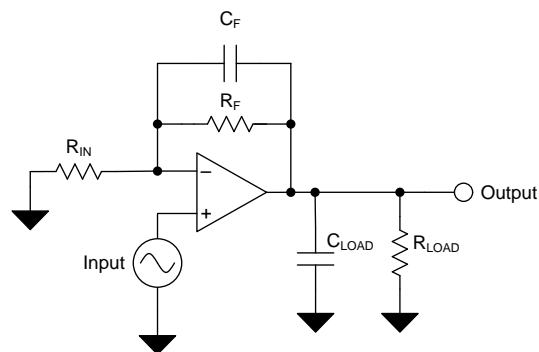 CF
RF
RIN
−
+
Output
Input
CLOAD
RLOAD